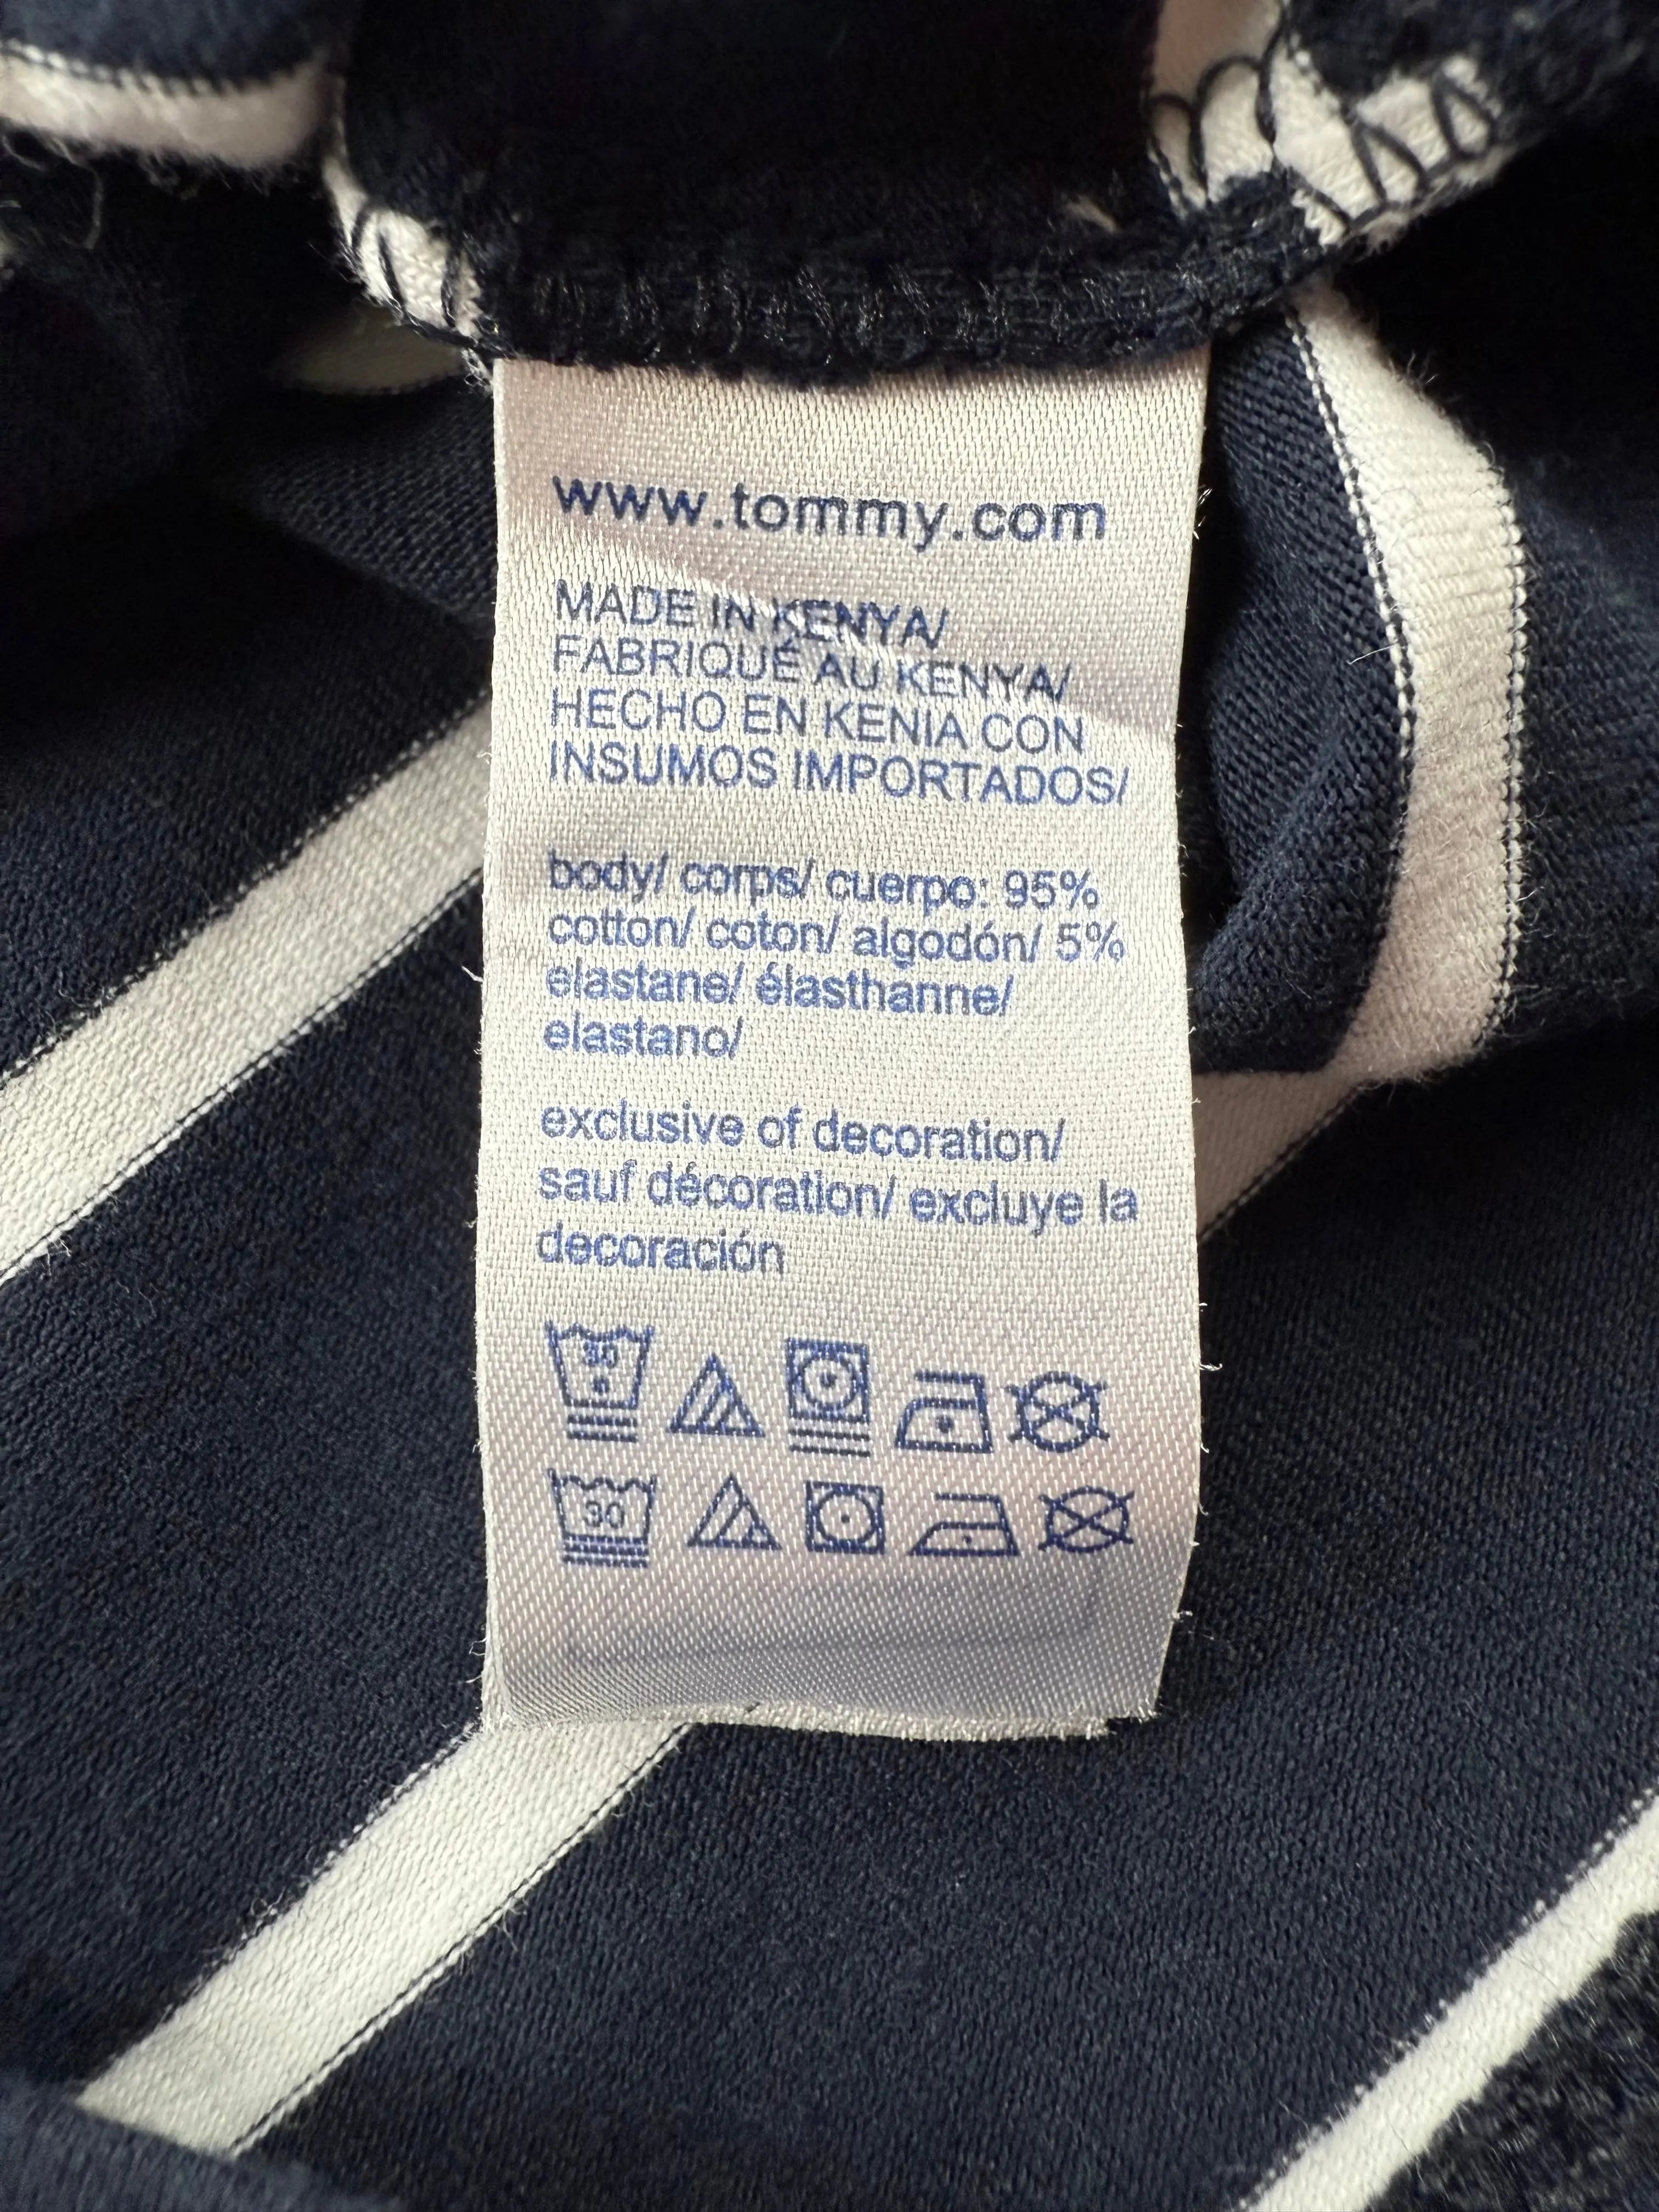 www.tommy.com
MADE IN KENYA/
FABRIQUÉ AU KENYA/
HECHO EN KENIA CON
INSUMOS IMPORTADOS/
body/ corps/ cuerpo: 95%
cotton/ coton/ algodón/ 5%
elastane/ élasthanne/
elastano/
exclusive of decoration/
sauf décoration/ excluye la
decoración
30
30